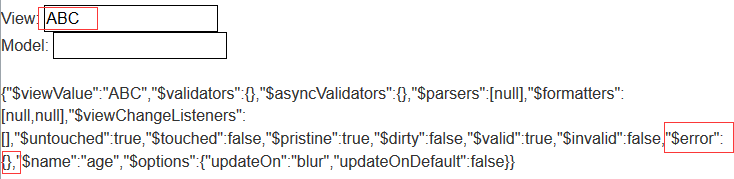 View: ABC
Model:
{"$viewValue":"ABC","$validators":{},"$asyncValidators":{},"$parsers":[null],"$formatters":
[null,null],"$viewChangeListeners":
[],"$untouched":true,"$touched":false,"$pristine":true,"$dirty":false,"$valid":true,"$invalid":false,"$error":
{},"$name":"age","$options":{"updateOn":"blur","updateOnDefault":false}}